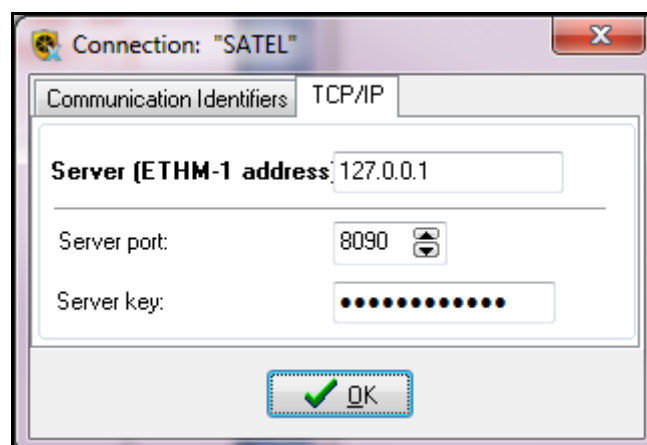 Connection: "SATEL"
Communication Identifiers TCP/IP
Server (ETHM-1 address 127.0.0.1
Server port: 8090
Server key: ●●●●●●●●●●●●
OK